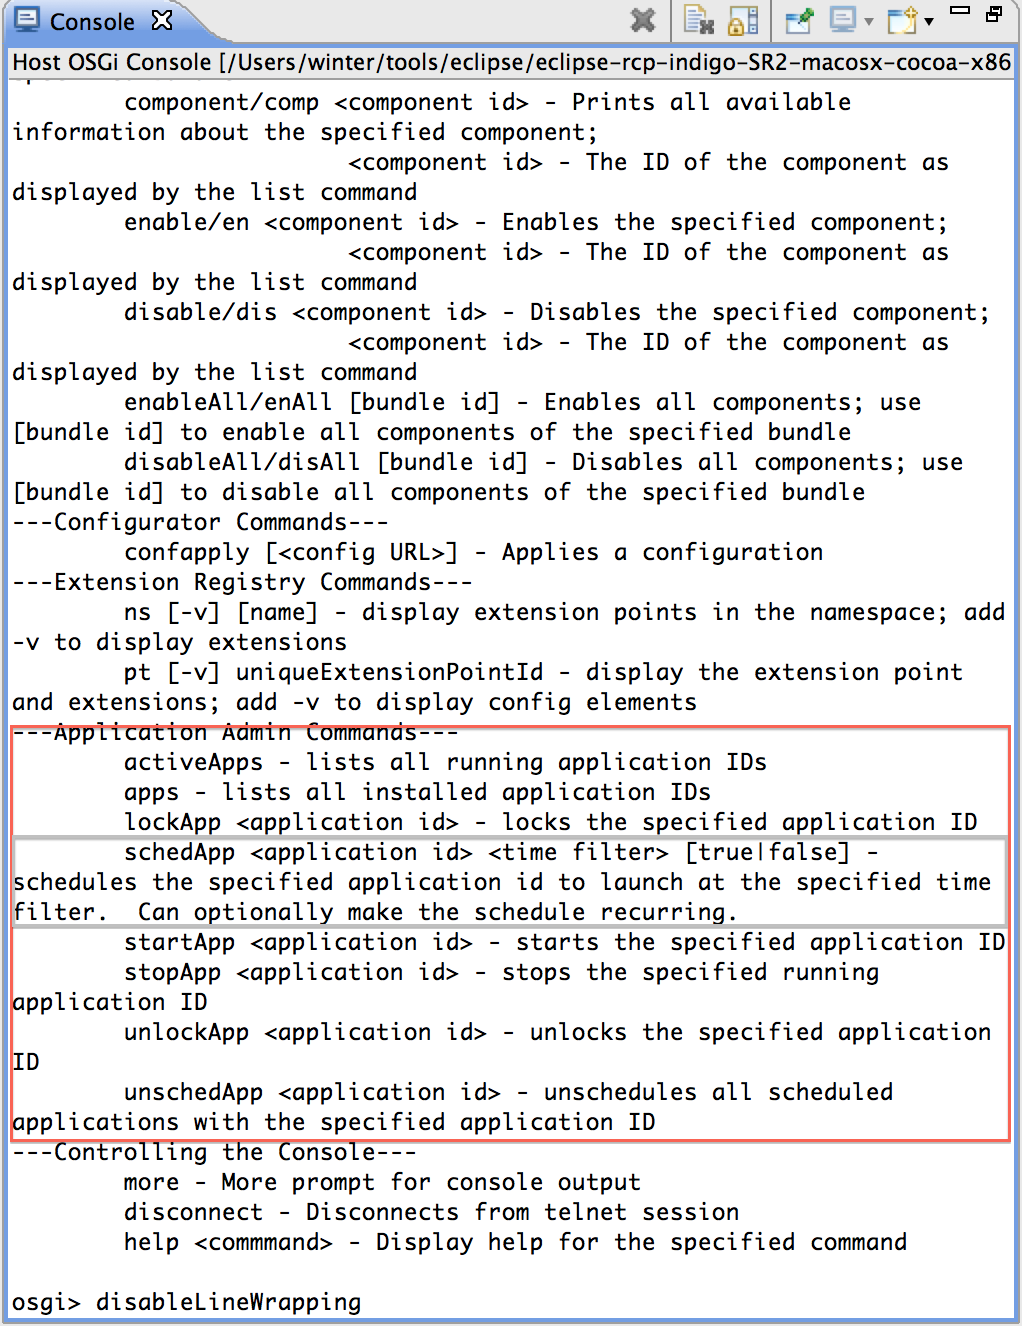 Console
Host OSGi Console [/Users/winter/tools/eclipse/eclipse-rcp-indigo-SR2-macosx-cocoa-x86
component/comp <component id> - Prints all available
information about the specified component;
<component id> - The ID of the component as
displayed by the list command
enable/en <component id> - Enables the specified component;
<component id> - The ID of the component as
displayed by the list command
disable/dis <component id> - Disables the specified component;
<component id> - The ID of the component as
displayed by the list command
enableAll/enAll [bundle id] - Enables all components; use
[bundle id] to enable all components of the specified bundle
disableAll/disAll [bundle id] - Disables all components; use
[bundle id] to disable all components of the specified bundle
---Configurator Commands---
confapply [<config URL>] - Applies a configuration
---Extension Registry Commands---
ns [-v] [name] - display extension points in the namespace; add
-v to display extensions
pt [-v] uniqueExtensionPointId - display the extension point
and extensions; add -v to display config elements
---Application Admin Commands---
activeApps - lists all running application IDs
apps - lists all installed application IDs
lockApp <application id> - locks the specified application ID
schedApp <application id> <time filter> [true|false] -
schedules the specified application id to launch at the specified time
filter.  Can optionally make the schedule recurring.
startApp <application id> - starts the specified application ID
stopApp <application id> - stops the specified running
application ID
unlockApp <application id> - unlocks the specified application
ID
unschedApp <application id> - unschedules all scheduled
applications with the specified application ID
---Controlling the Console---
more - More prompt for console output
disconnect - Disconnects from telnet session
help <commmand> - Display help for the specified command
osgi> disableLineWrapping